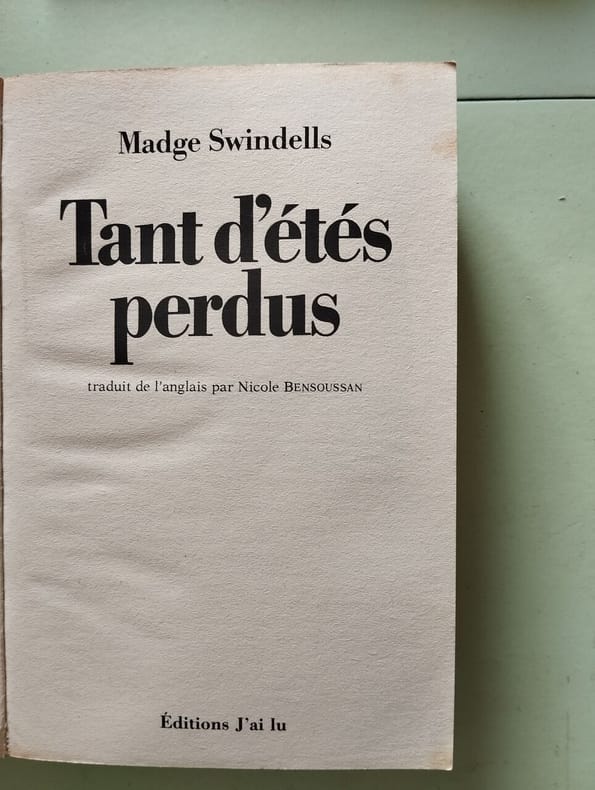 Madge Swindells
Tant d'étés
perdus
traduit de l'anglais par Nicole BENSOUSSAN
Éditions J'ai lu